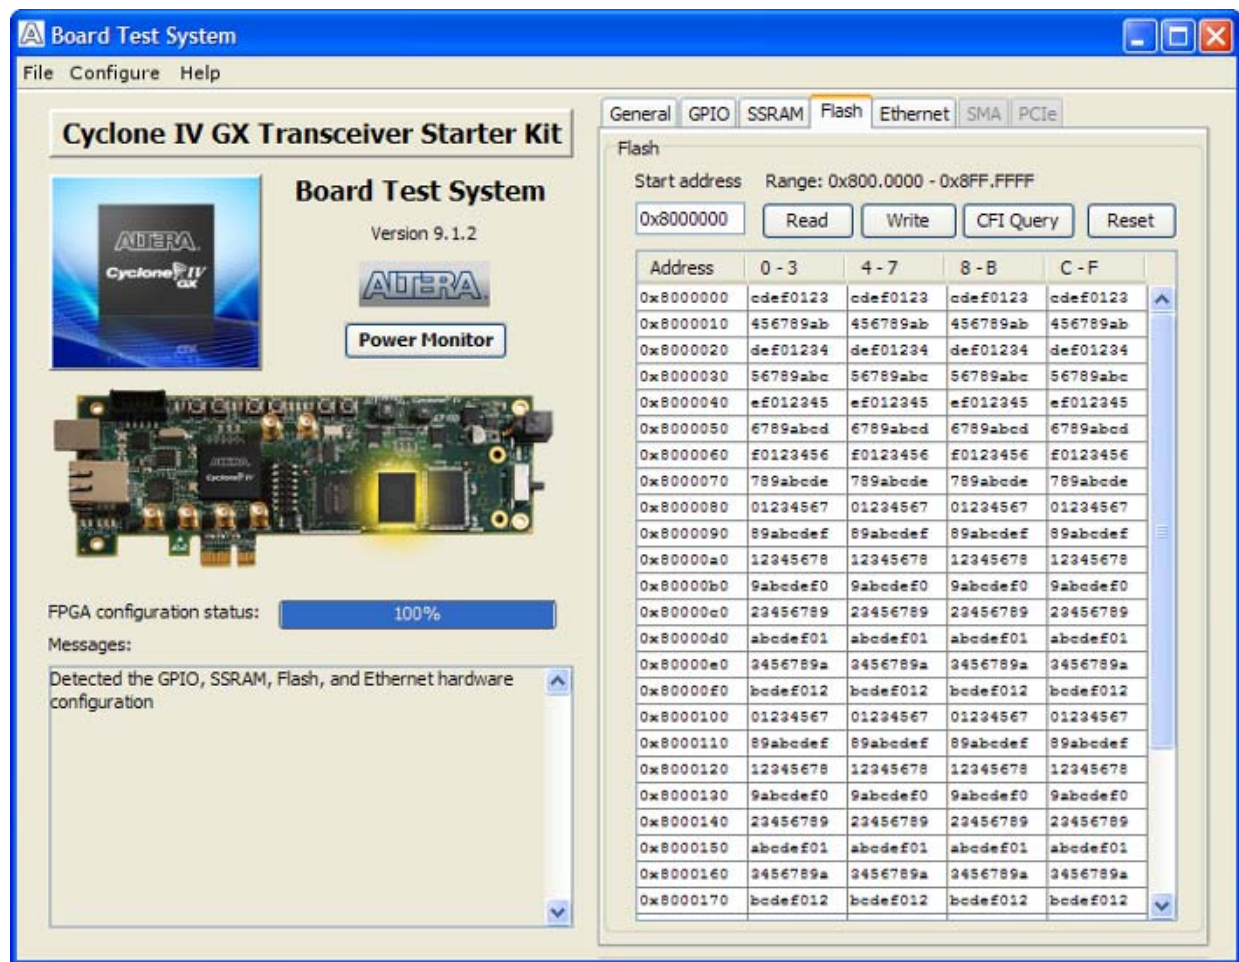 Board Test System
File Configure Help
Cyclone IV GX Transceiver Starter Kit
ALTERA.
Cyclone IV
GX
Board Test System
Version 9.1.2
ALTERA.
Power Monitor
ALTERA.
Cyclone IV
FPGA configuration status: 100%
Messages:
Detected the GPIO, SSRAM, Flash, and Ethernet hardware
configuration
General GPIO SSRAM Flash Ethernet SMA PCIe
Flash
Start address Range: 0x800.0000 - 0x8FF.FFFF
0x8000000 Read Write CFI Query Reset
Address 0 - 3 4 - 7 8 - B C - F
0x8000000 cdef0123 cdef0123 cdef0123 cdef0123
0x8000010 456789ab 456789ab 456789ab 456789ab
0x8000020 def01234 def01234 def01234 def01234
0x8000030 56789abc 56789abc 56789abc 56789abc
0x8000040 ef012345 ef012345 ef012345 ef012345
0x8000050 6789abcd 6789abcd 6789abcd 6789abcd
0x8000060 f0123456 f0123456 f0123456 f0123456
0x8000070 789abcde 789abcde 789abcde 789abcde
0x8000080 01234567 01234567 01234567 01234567
0x8000090 89abcdef 89abcdef 89abcdef 89abcdef
0x80000a0 12345678 12345678 12345678 12345678
0x80000b0 9abcdef0 9abcdef0 9abcdef0 9abcdef0
0x80000c0 23456789 23456789 23456789 23456789
0x80000d0 abcdef01 abcdef01 abcdef01 abcdef01
0x80000e0 3456789a 3456789a 3456789a 3456789a
0x80000f0 bcdef012 bcdef012 bcdef012 bcdef012
0x8000100 01234567 01234567 01234567 01234567
0x8000110 89abcdef 89abcdef 89abcdef 89abcdef
0x8000120 12345678 12345678 12345678 12345678
0x8000130 9abcdef0 9abcdef0 9abcdef0 9abcdef0
0x8000140 23456789 23456789 23456789 23456789
0x8000150 abcdef01 abcdef01 abcdef01 abcdef01
0x8000160 3456789a 3456789a 3456789a 3456789a
0x8000170 bcdef012 bcdef012 bcdef012 bcdef012